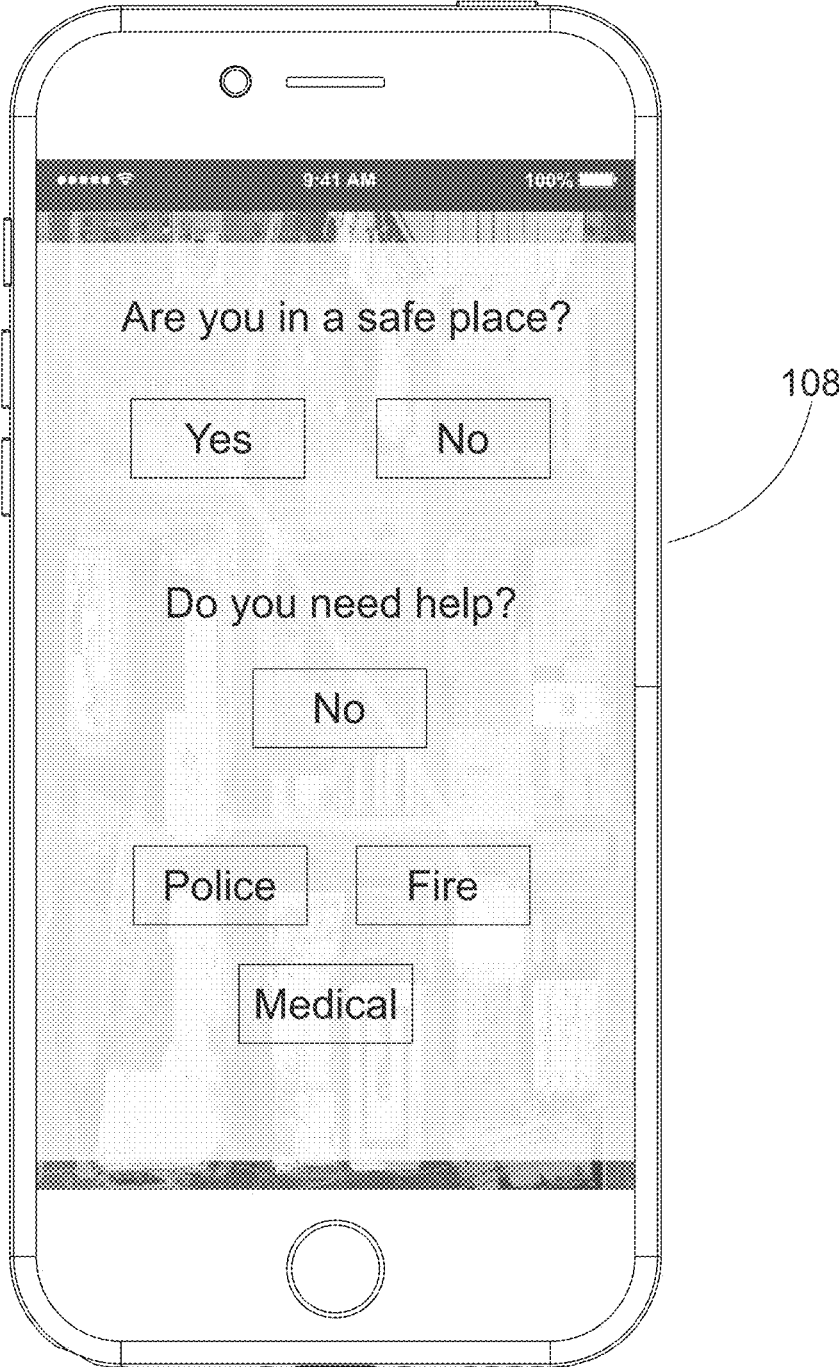 9:41 AM 100%
Are you in a safe place?
Yes No
108
Do you need help?
No
Police Fire
Medical